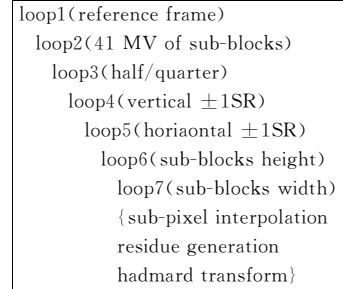 loop1(reference frame)
loop2(41 MV of sub-blocks)
loop3(half/quarter)
loop4(vertical ±1SR)
loop5(horiaontal ±1SR)
loop6(sub-blocks height)
loop7(sub-blocks width)
{sub-pixel interpolation
residue generation
hadmard transform}